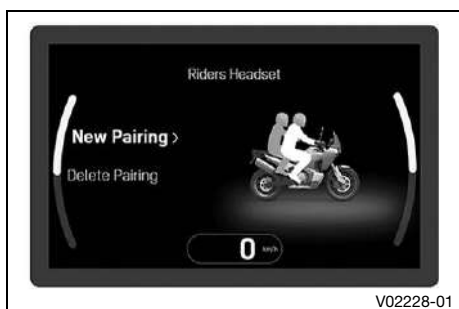 Riders Headset
New Pairing >
Delete Pairing
0 km/h
V02228-01